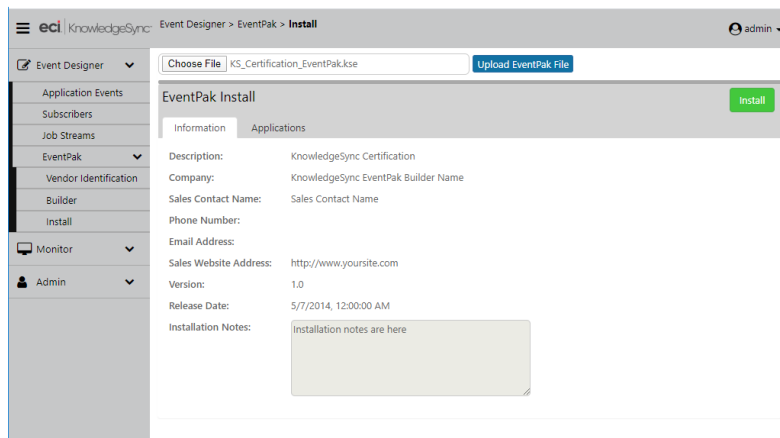 eci KnowledgeSync
Event Designer > EventPak > Install
admin
Event Designer
Choose File KS_Certification_EventPak.kse
Upload EventPak File
Application Events
EventPak Install
Install
Subscribers
Information Applications
Job Streams
EventPak
Description: KnowledgeSync Certification
Vendor Identification
Company: KnowledgeSync EventPak Builder Name
Builder
Sales Contact Name: Sales Contact Name
Install
Phone Number:
Email Address:
Monitor
Sales Website Address: http://www.yoursite.com
Admin
Version: 1.0
Release Date: 5/7/2014, 12:00:00 AM
Installation Notes: Installation notes are here